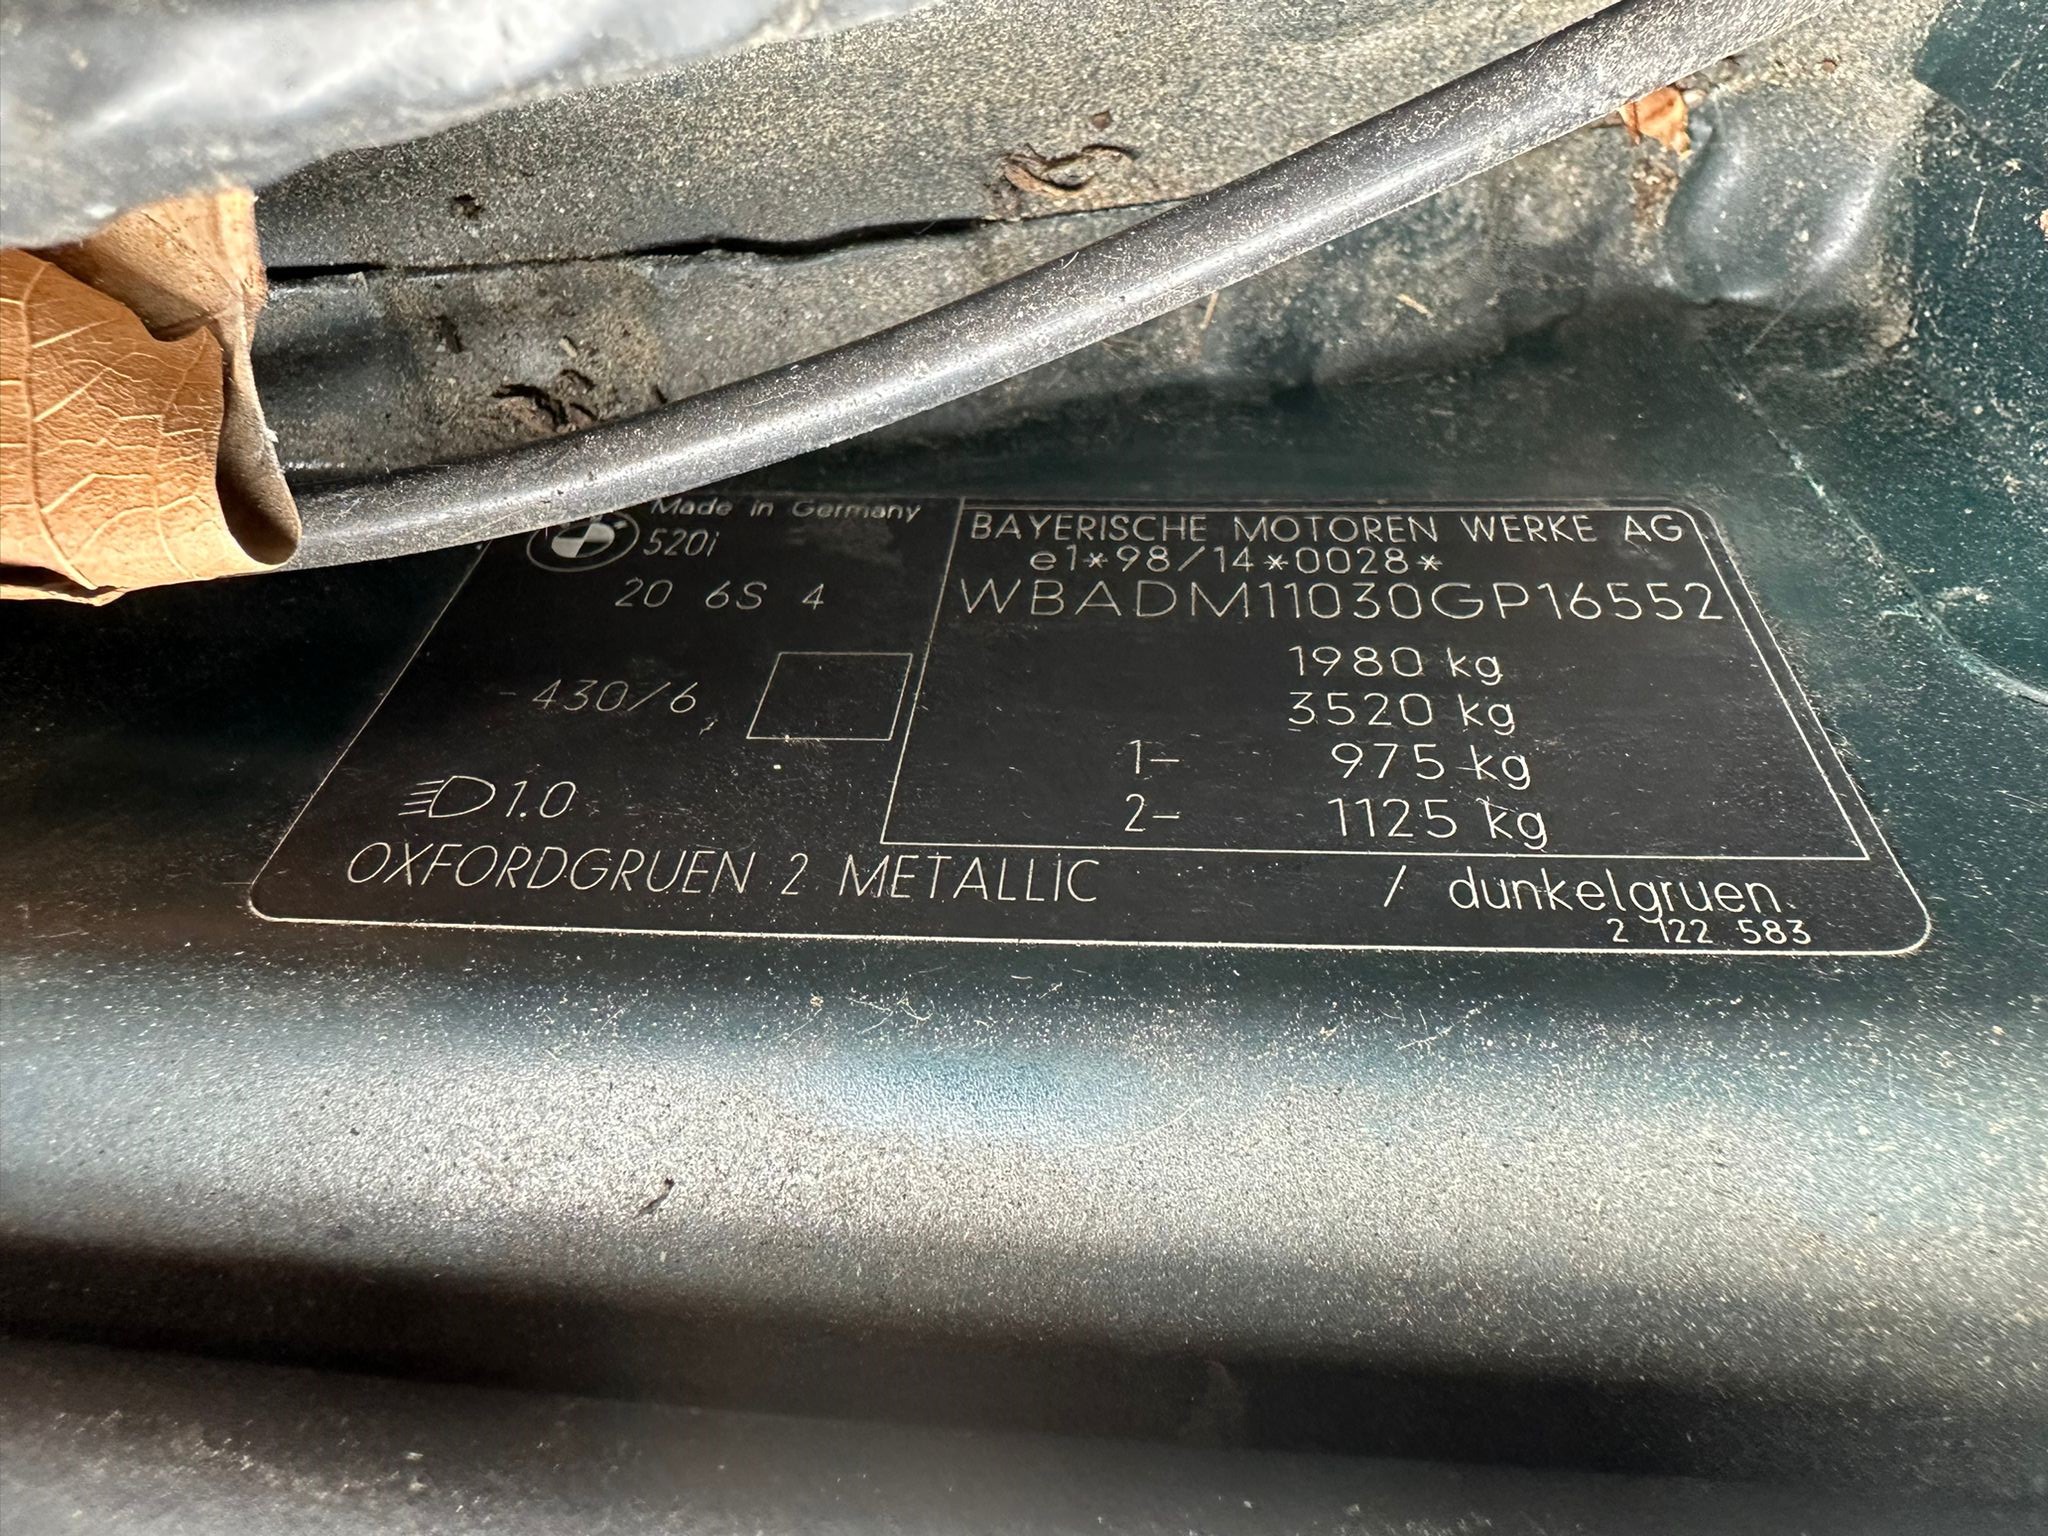 Made in Germany
520i
20 6S 4
-430/6
1.0
BAYERISCHE MOTOREN WERKE AG
e1*98/14*0028*
WBADM11030GP16552
1980 kg
3520 kg
1- 975 kg
2- 1125 kg
OXFORDGRUEN 2 METALLIC / dunkelgruen
2 122 583